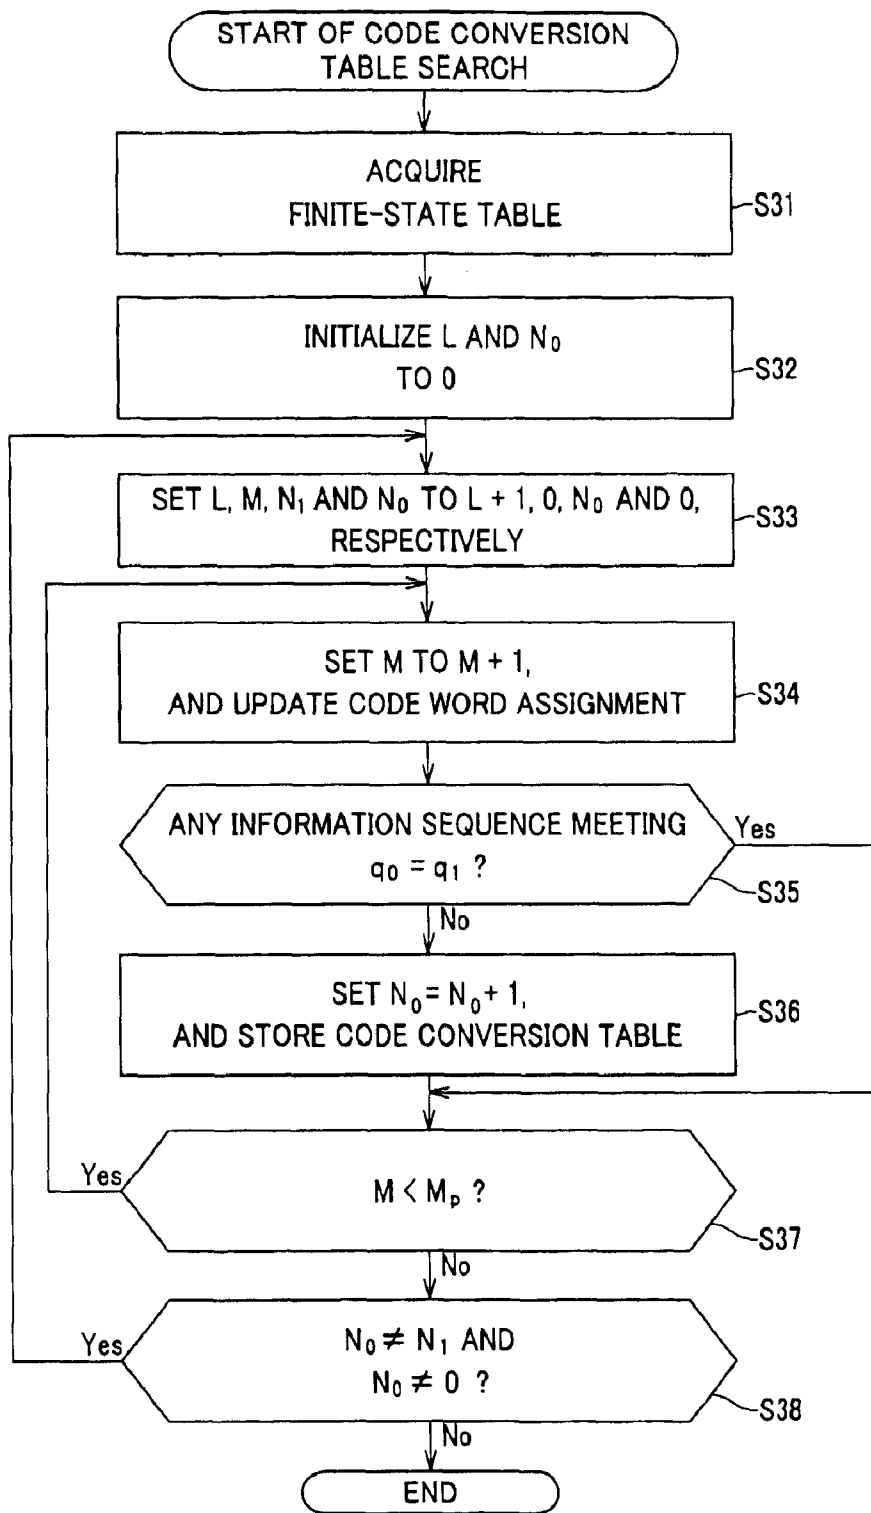 START OF CODE CONVERSION
TABLE SEARCH
ACQUIRE
FINITE-STATE TABLE
S31
INITIALIZE L AND N₀
TO 0
S32
SET L, M, N₁ AND N₀ TO L + 1, 0, N₀ AND 0,
RESPECTIVELY
S33
SET M TO M + 1,
AND UPDATE CODE WORD ASSIGNMENT
S34
ANY INFORMATION SEQUENCE MEETING
q₀ = q₁ ?
Yes
S35
No
SET N₀ = N₀ + 1,
AND STORE CODE CONVERSION TABLE
S36
Yes
M < Mₚ ?
S37
No
Yes
N₀ ≠ N₁ AND
N₀ ≠ 0 ?
S38
No
END